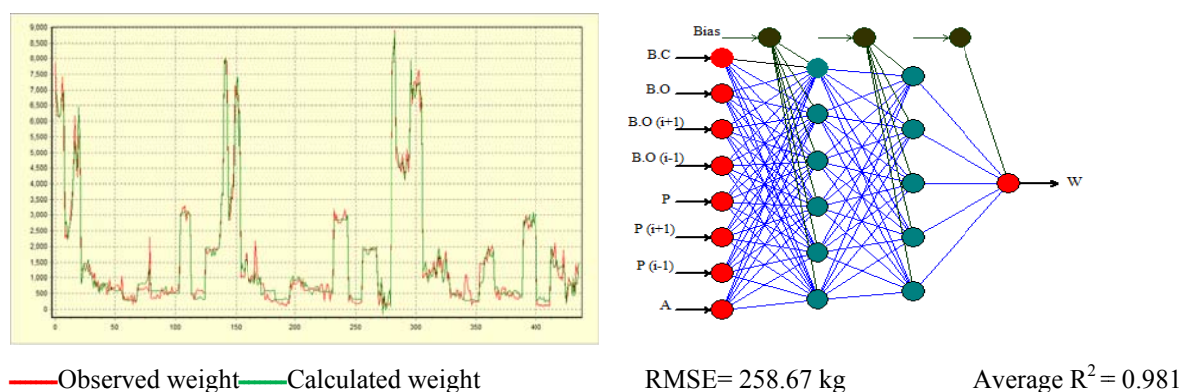 9,000
8,500
8,000
7,500
7,000
6,500
6,000
5,500
5,000
4,500
4,000
3,500
3,000
2,500
2,000
1,500
1,000
500
0
0 50 100 150 200 250 300 350 400
Bias
B.C
B.O
B.O (i+1)
B.O (i-1)
P
P (i+1)
P (i-1)
A
W
Observed weight Calculated weight RMSE= 258.67 kg Average R² = 0.981